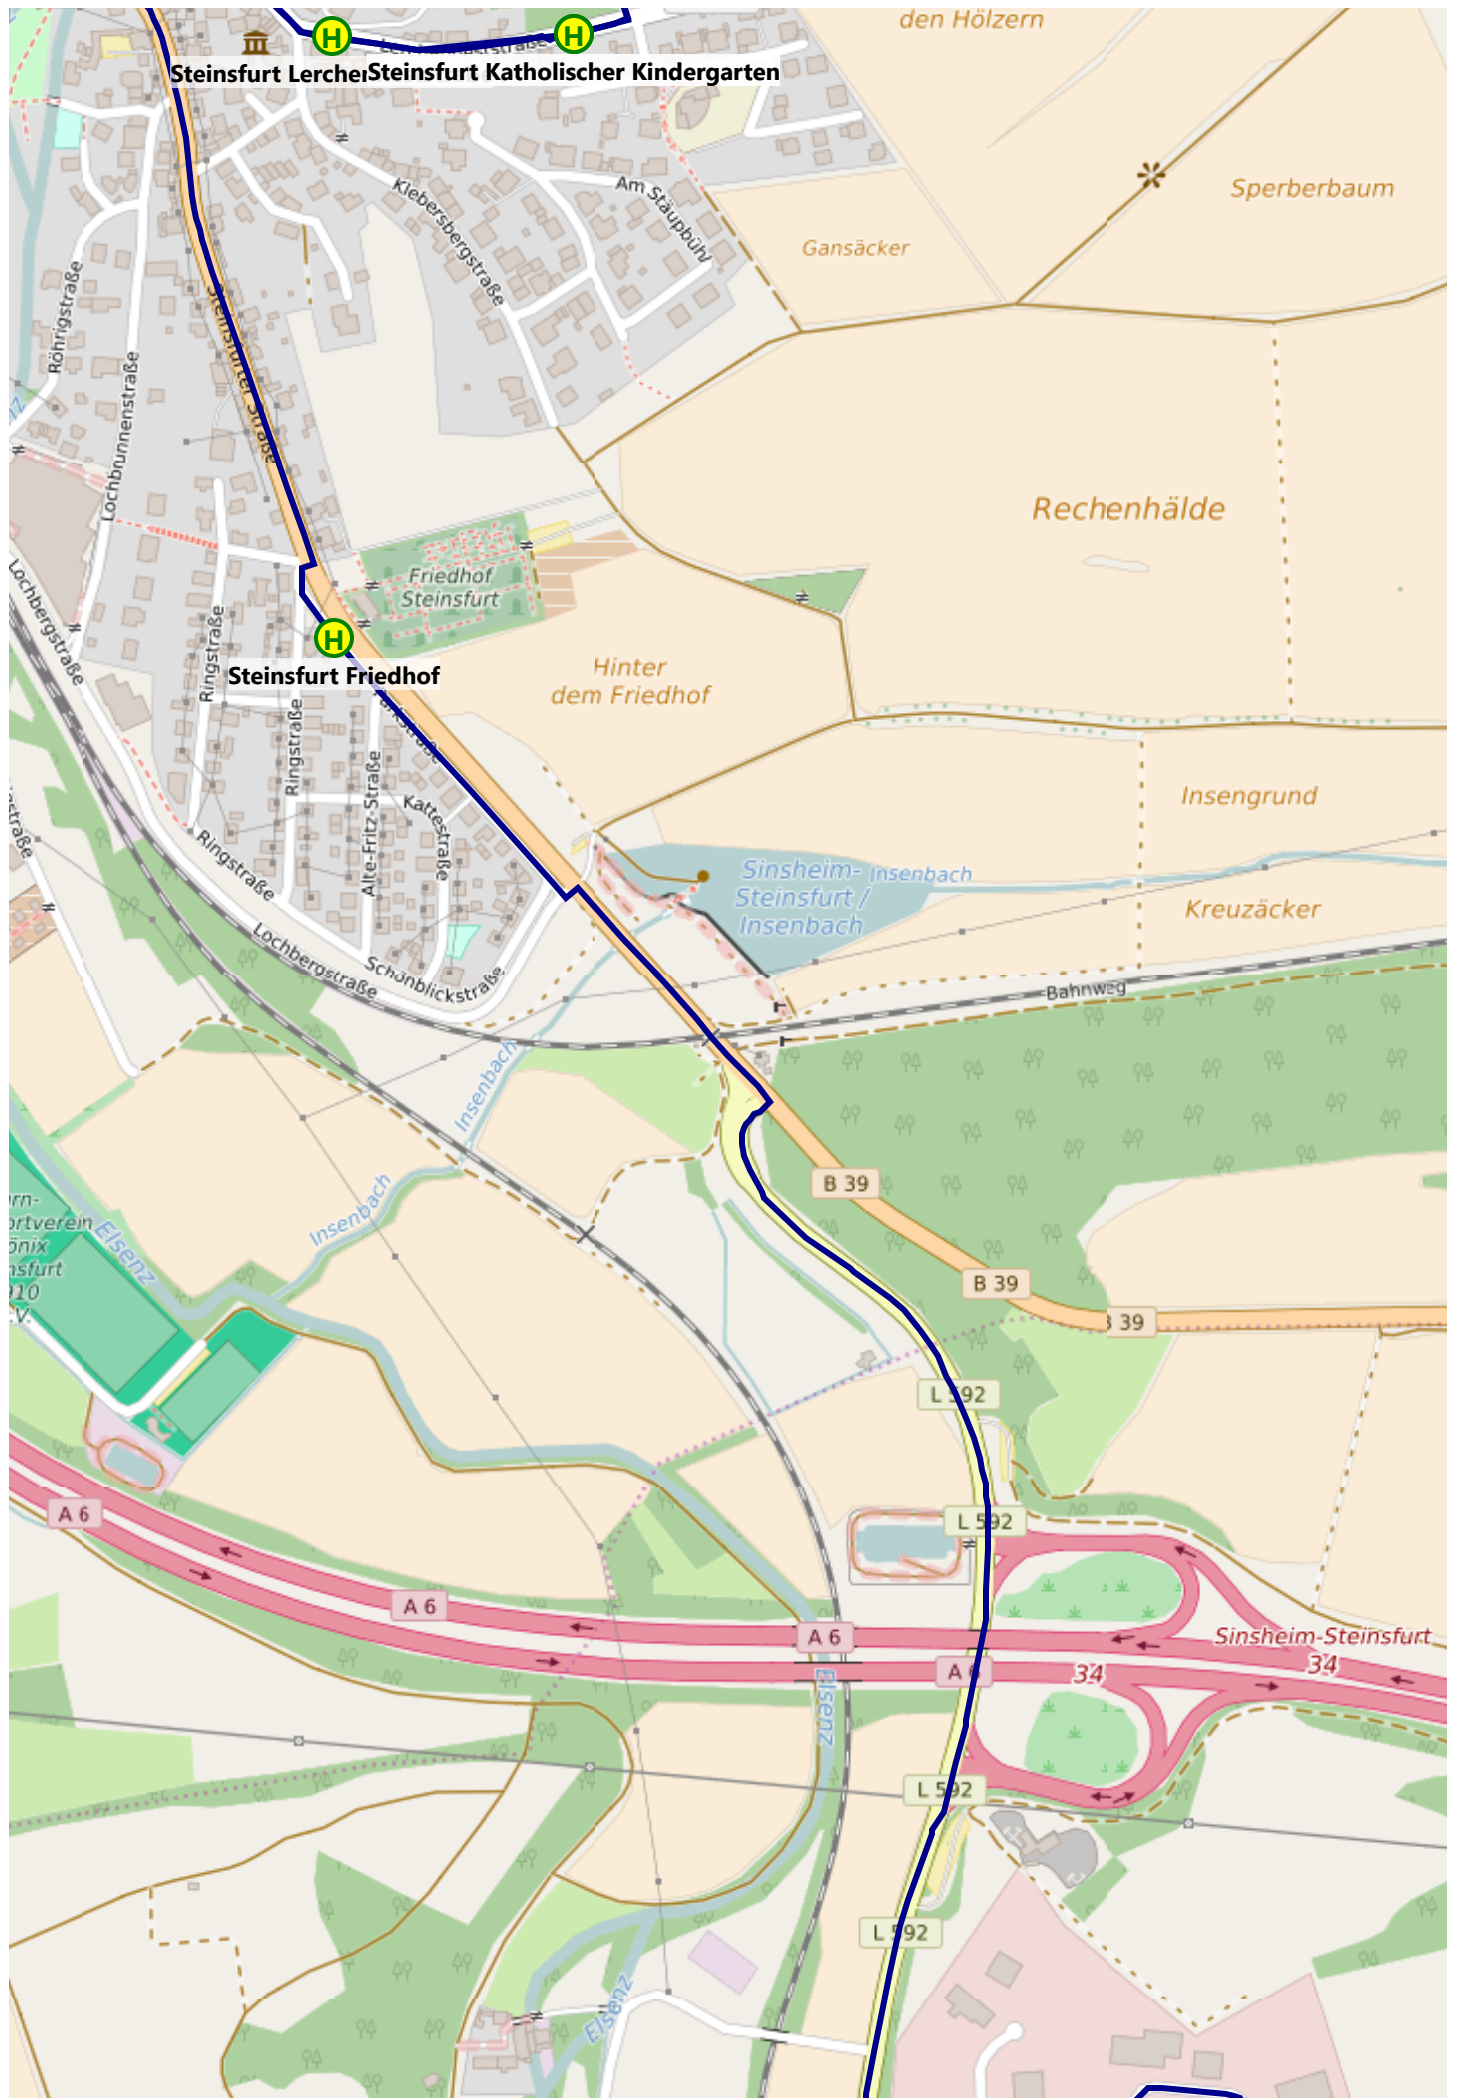 den Hölzern
H
H
Steinsfurt Lercher
Steinsfurt Katholischer Kindergarten
Am Stäupbühl
Klebersbergstraße
Sperberbaum
Gansäcker
Röhrigstraße
Steinsfurter Straße
Lochbrunnenstraße
Rechenhälde
Friedhof
Steinsfurt
Lochbergstraße
Ringstraße
H
Steinsfurt Friedhof
Hinter
dem Friedhof
Ringstraße
Parkstraße
Alte-Fritz-Straße
Kattestraße
Insengrund
Ringstraße
Sinsheim-
Steinsfurt /
Insenbach
Insenbach
Kreuzäcker
Lochbergstraße
Schönblickstraße
Bahnweg
Insenbach
Insenbach
B 39
Elsenz
B 39
B 39
L 592
L 592
A 6
A 6
A 6
Sinsheim-Steinsfurt
34
34
A 6
Elsenz
L 592
L 592
Elsenz